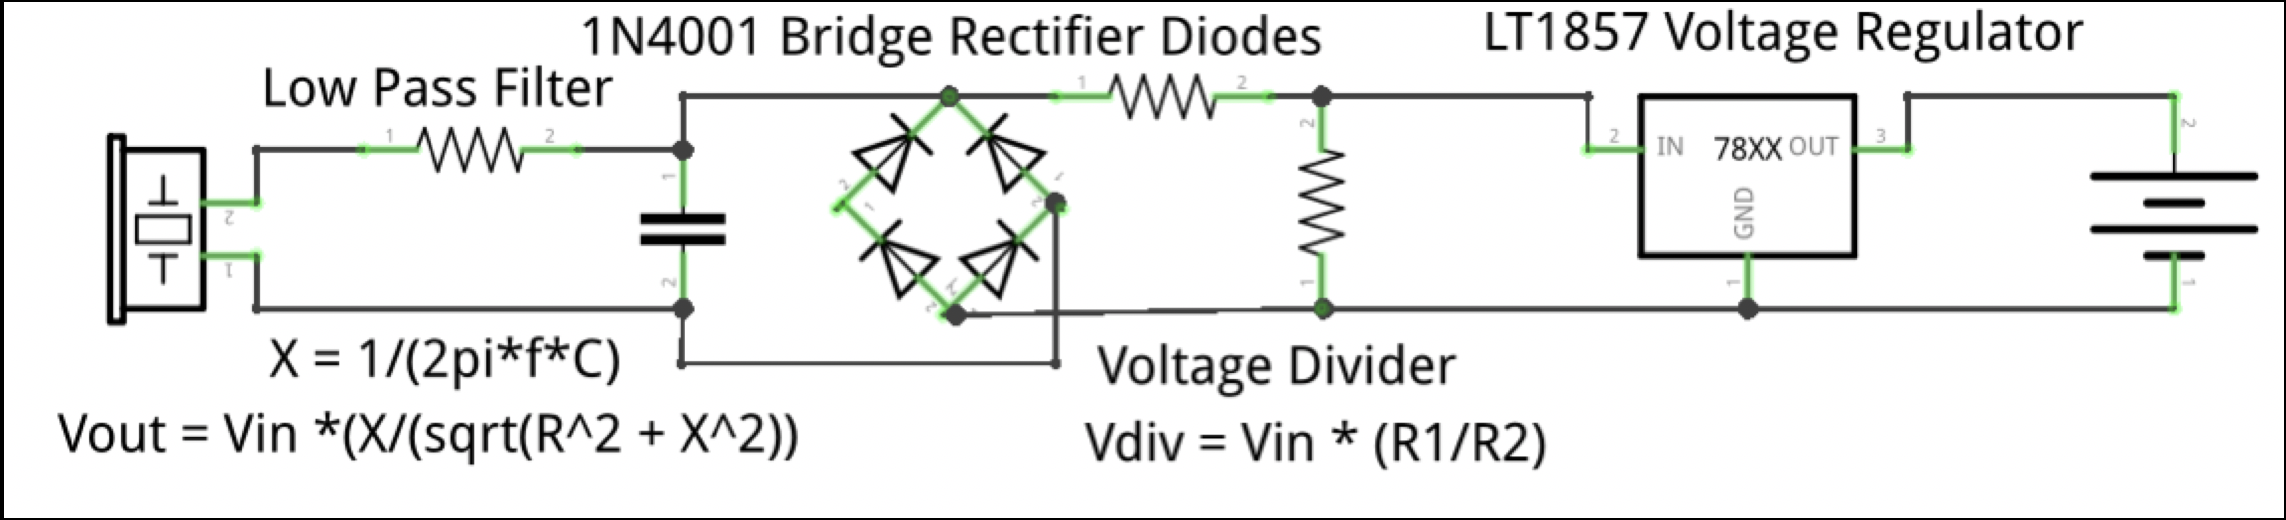 1N4001 Bridge Rectifier Diodes
LT1857 Voltage Regulator
Low Pass Filter
1 2
1 2
2
1
1
2
2 1
1 2
1 2
2
1
2 IN 78XX OUT 3
GND
1
2
1
X = 1/(2pi*f*C)
Voltage Divider
Vout = Vin *(X/(sqrt(R^2 + X^2))
Vdiv = Vin * (R1/R2)